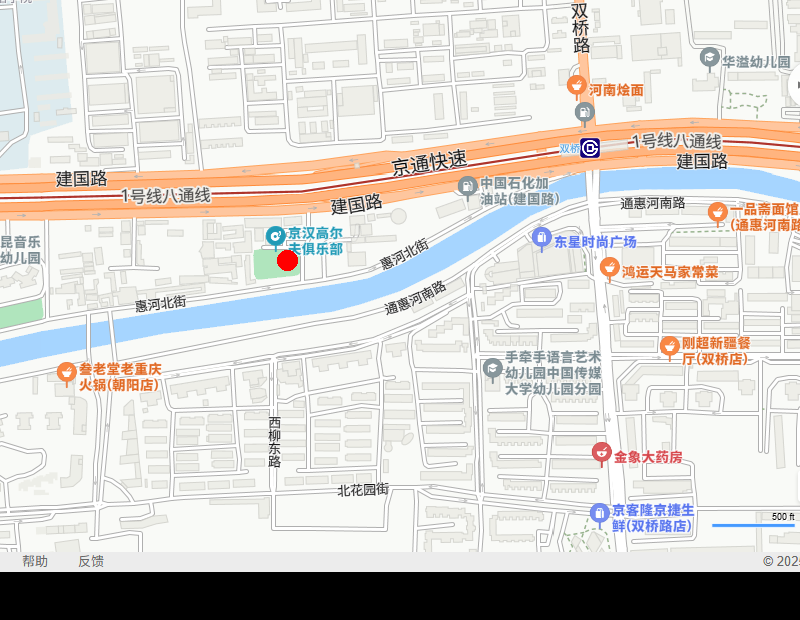 双桥路
华溢幼儿园
河南烩面
1号线八通线
双桥
京通快速
建国路
建国路
1号线八通线
中国石化加
油站(建国路)
建国路
通惠河南路
一品斋面馆
(通惠河南路
京汉高尔
夫俱乐部
东星时尚广场
昆音乐
幼儿园
惠河北街
鸿运天马家常菜
惠河北街
通惠河南路
刚超新疆餐
厅(双桥店)
叁老堂老重庆
火锅(朝阳店)
手牵手语言艺术
幼儿园中国传媒
大学幼儿园分园
西柳东路
金象大药房
北花园街
京客隆京捷生
鲜(双桥路店)
500 ft
帮助
反馈
© 202